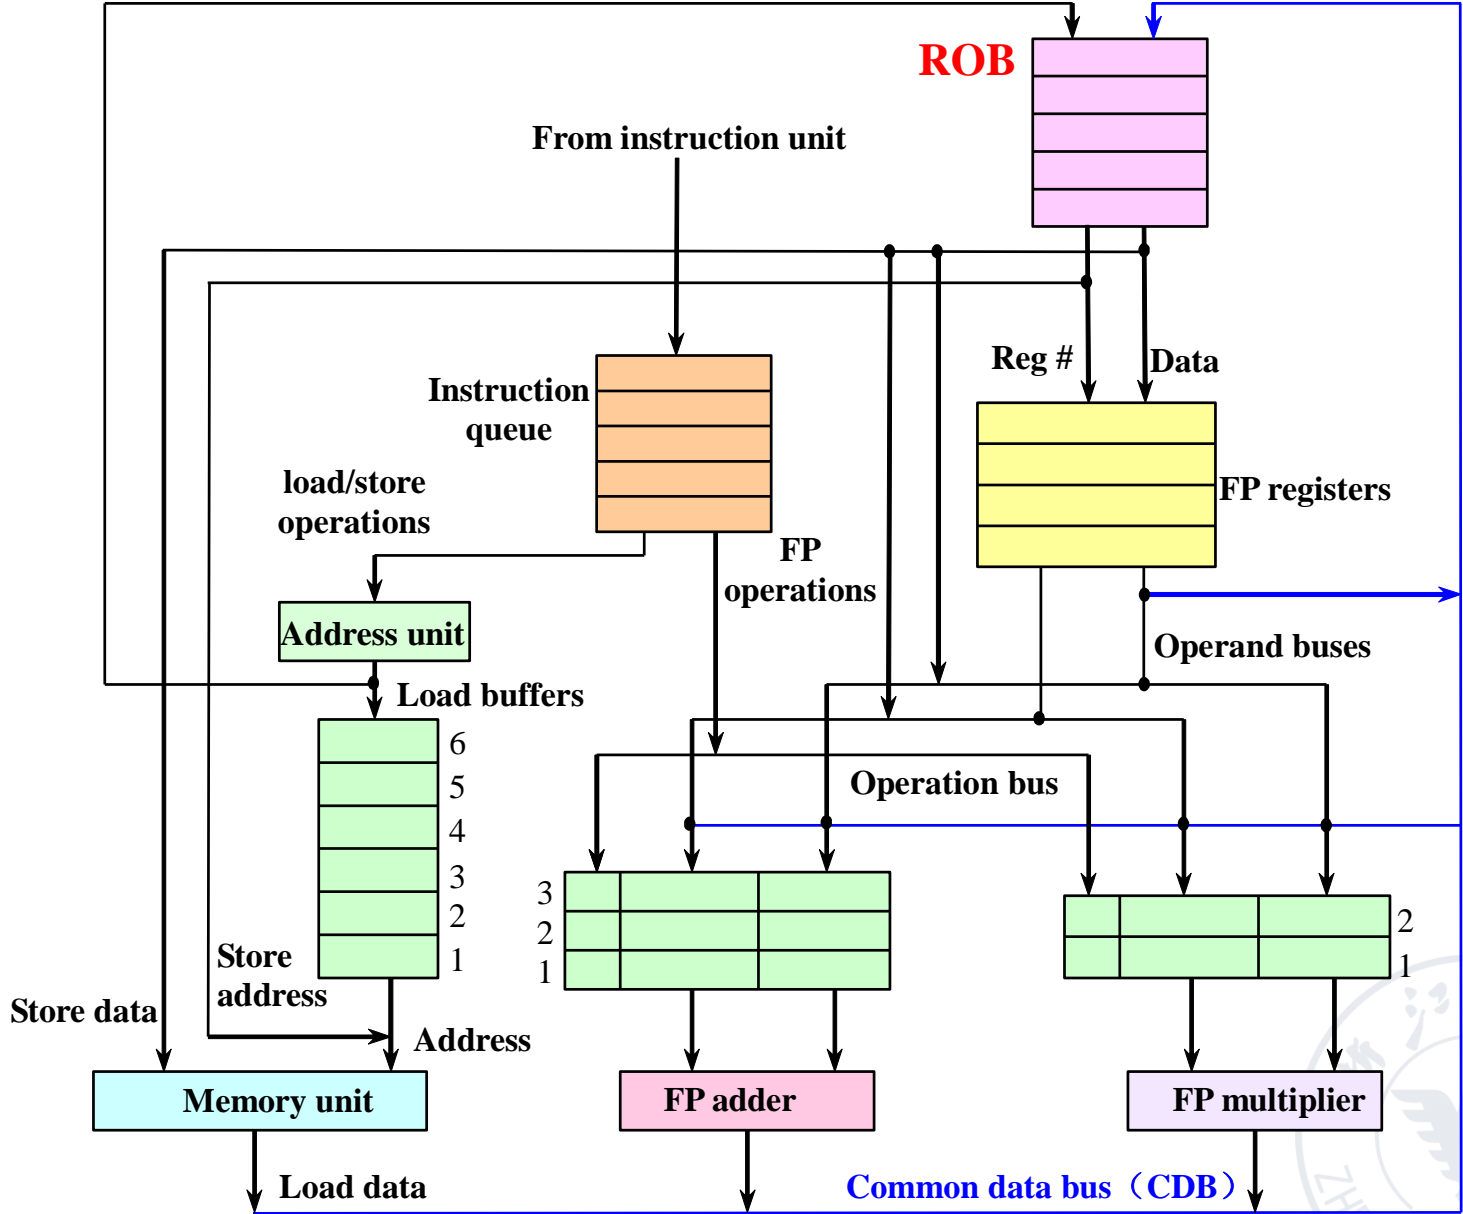 ROB
From instruction unit
Reg #
Data
Instruction
queue
FP registers
load/store
operations
FP
operations
Address unit
Operand buses
Load buffers
6
5
4
3
2
1
Operation bus
3
2
1
2
1
Store
address
Store data
Address
Memory unit
FP adder
FP multiplier
Load data
Common data bus（CDB）